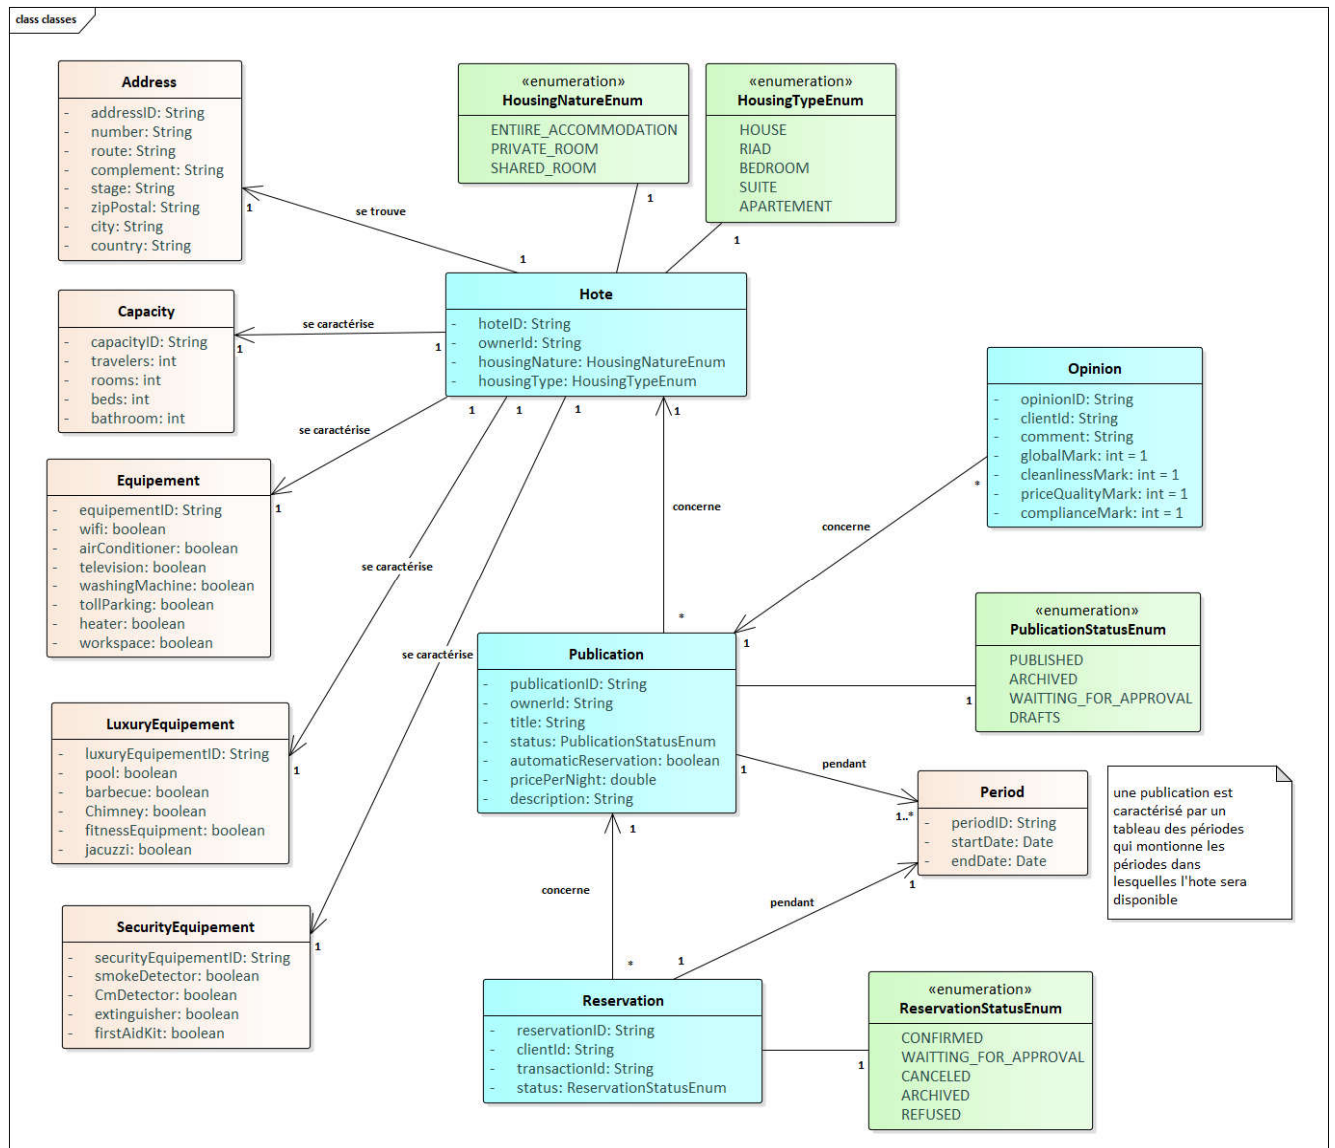 class classes
Address
- addressID: String
- number: String
- route: String
- complement: String
- stage: String
- zipPostal: String
- city: String
- country: String
«enumeration»
HousingNatureEnum
ENTIIRE_ACCOMMODATION
PRIVATE_ROOM
SHARED_ROOM
«enumeration»
HousingTypeEnum
HOUSE
RIAD
BEDROOM
SUITE
APARTEMENT
1
1
1
se trouve
1
Hote
- hoteID: String
- ownerId: String
- housingNature: HousingNatureEnum
- housingType: HousingTypeEnum
Capacity
- capacityID: String
- travelers: int
- rooms: int
- beds: int
- bathroom: int
se caractérise
1
1
Opinion
- opinionID: String
- clientId: String
- comment: String
- globalMark: int = 1
- cleanlinessMark: int = 1
- priceQualityMark: int = 1
- complianceMark: int = 1
1
1
1
1
se caractérise
Equipement
- equipementID: String
- wifi: boolean
- airConditioner: boolean
- television: boolean
- washingMachine: boolean
- tollParking: boolean
- heater: boolean
- workspace: boolean
1
concerne
*
concerne
se caractérise
*
1
se caractérise
«enumeration»
PublicationStatusEnum
PUBLISHED
ARCHIVED
WAITTING_FOR_APPROVAL
DRAFTS
1
Publication
- publicationID: String
- ownerId: String
- title: String
- status: PublicationStatusEnum
- automaticReservation: boolean
- pricePerNight: double
- description: String
LuxuryEquipement
- luxuryEquipementID: String
- pool: boolean
- barbecue: boolean
- Chimney: boolean
- fitnessEquipment: boolean
- jacuzzi: boolean
1
1
pendant
1..*
Period
- periodID: String
- startDate: Date
- endDate: Date
une publication est
caractérisé par un
tableau des périodes
qui montionne les
périodes dans
lesquelles l'hote sera
disponible
1
1
concerne
pendant
SecurityEquipement
- securityEquipementID: String
- smokeDetector: boolean
- CmDetector: boolean
- extinguisher: boolean
- firstAidKit: boolean
1
*
1
Reservation
- reservationID: String
- clientId: String
- transactionId: String
- status: ReservationStatusEnum
«enumeration»
ReservationStatusEnum
CONFIRMED
WAITTING_FOR_APPROVAL
CANCELED
ARCHIVED
REFUSED
1